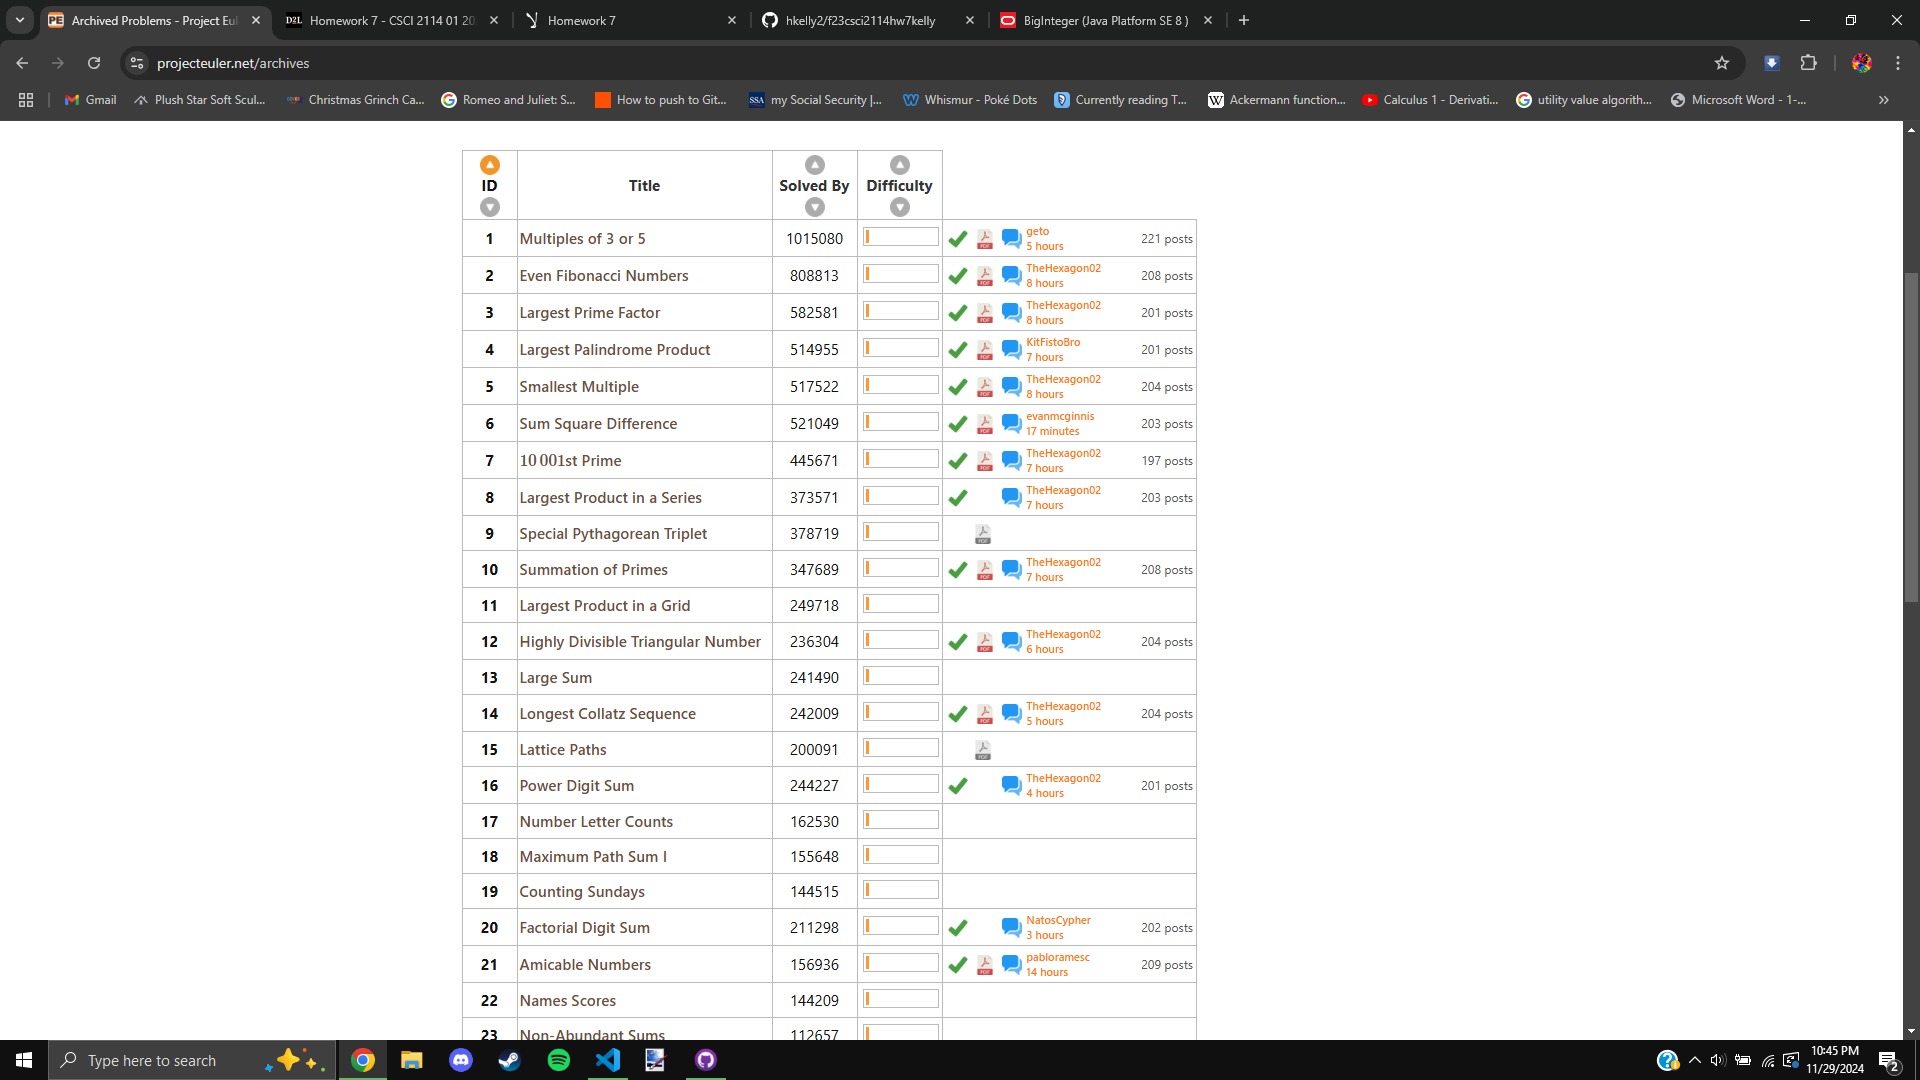 Archived Problems - Project Eul
Homework 7 - CSCI 2114 01 20
Homework 7
hkelly2/f23csci2114hw7kelly
BigInteger (Java Platform SE 8 )
projecteuler.net/archives
Gmail
Plush Star Soft Scul...
Christmas Grinch Ca...
Romeo and Juliet: S...
How to push to Git...
my Social Security |...
Whismur - Poké Dots
Currently reading T...
Ackermann function...
Calculus 1 - Derivati...
utility value algorith...
Microsoft Word - 1-...
ID Title Solved By Difficulty
1 Multiples of 3 or 5 1015080 geto 5 hours 221 posts
2 Even Fibonacci Numbers 808813 TheHexagon02 8 hours 208 posts
3 Largest Prime Factor 582581 TheHexagon02 8 hours 201 posts
4 Largest Palindrome Product 514955 KitFistoBro 7 hours 201 posts
5 Smallest Multiple 517522 TheHexagon02 8 hours 204 posts
6 Sum Square Difference 521049 evanmcginnis 17 minutes 203 posts
7 10 001st Prime 445671 TheHexagon02 7 hours 197 posts
8 Largest Product in a Series 373571 TheHexagon02 7 hours 203 posts
9 Special Pythagorean Triplet 378719
10 Summation of Primes 347689 TheHexagon02 7 hours 208 posts
11 Largest Product in a Grid 249718
12 Highly Divisible Triangular Number 236304 TheHexagon02 6 hours 204 posts
13 Large Sum 241490
14 Longest Collatz Sequence 242009 TheHexagon02 5 hours 204 posts
15 Lattice Paths 200091
16 Power Digit Sum 244227 TheHexagon02 4 hours 201 posts
17 Number Letter Counts 162530
18 Maximum Path Sum I 155648
19 Counting Sundays 144515
20 Factorial Digit Sum 211298 NatosCypher 3 hours 202 posts
21 Amicable Numbers 156936 pabloramesc 14 hours 209 posts
22 Names Scores 144209
23 Non-Abundant Sums 112657
Type here to search
10:45 PM
11/29/2024
2